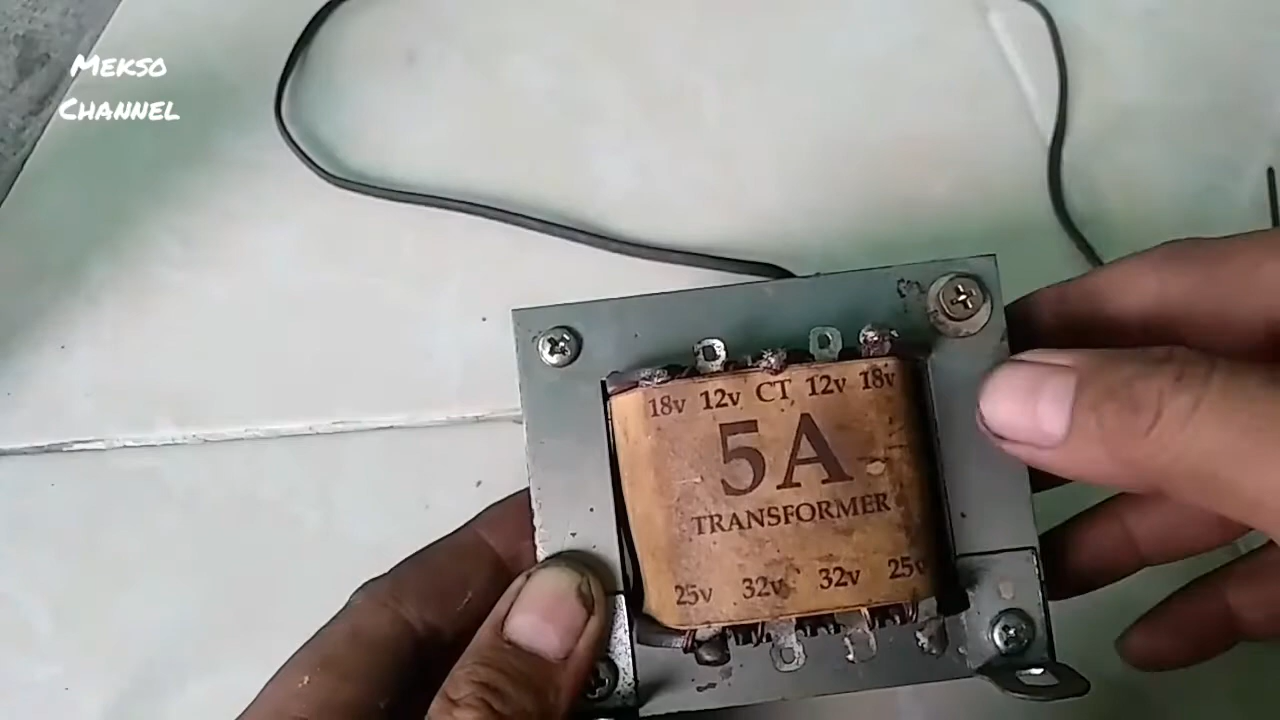 Mekso
Channel
18v 12v CT 12v 18v
5A
TRANSFORMER
25v 32v 32v 25v